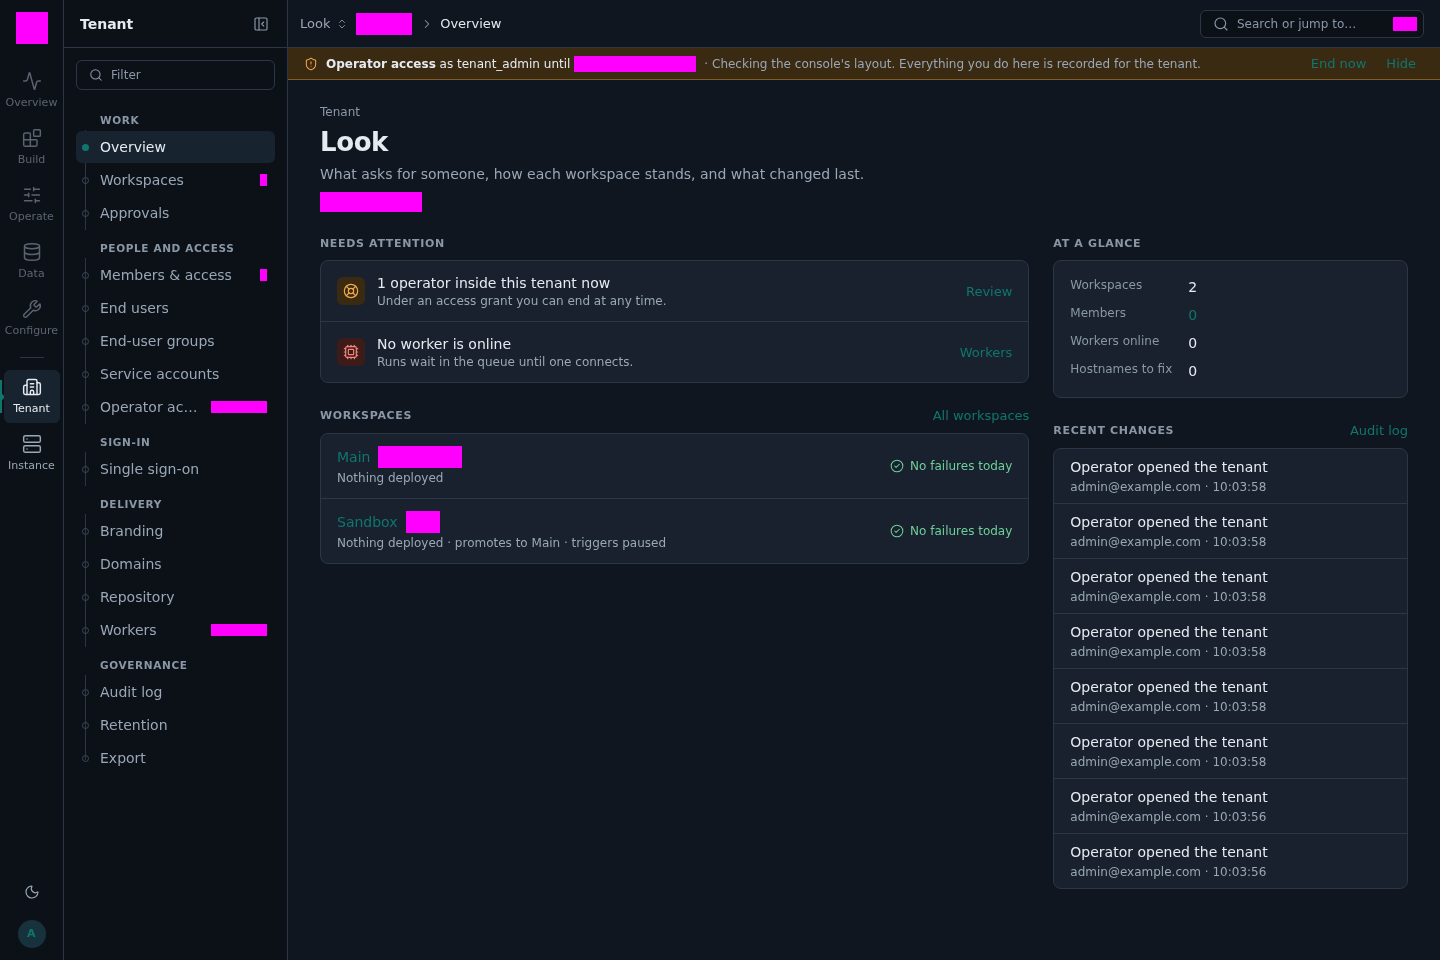 Tenant
Look
Overview
Search or jump to…
Operator access as tenant_admin until
· Checking the console's layout. Everything you do here is recorded for the tenant.
End now
Hide
Overview
Build
Operate
Data
Configure
Tenant
Instance
A
Filter
WORK
Overview
Workspaces
Approvals
PEOPLE AND ACCESS
Members & access
End users
End-user groups
Service accounts
Operator ac…
SIGN-IN
Single sign-on
DELIVERY
Branding
Domains
Repository
Workers
GOVERNANCE
Audit log
Retention
Export
Tenant
Look
What asks for someone, how each workspace stands, and what changed last.
NEEDS ATTENTION
1 operator inside this tenant now
Under an access grant you can end at any time.
Review
No worker is online
Runs wait in the queue until one connects.
Workers
WORKSPACES
All workspaces
Main
Nothing deployed
No failures today
Sandbox
Nothing deployed · promotes to Main · triggers paused
No failures today
AT A GLANCE
Workspaces 2
Members 0
Workers online 0
Hostnames to fix 0
RECENT CHANGES
Audit log
Operator opened the tenant
admin@example.com · 10:03:58
Operator opened the tenant
admin@example.com · 10:03:58
Operator opened the tenant
admin@example.com · 10:03:58
Operator opened the tenant
admin@example.com · 10:03:58
Operator opened the tenant
admin@example.com · 10:03:58
Operator opened the tenant
admin@example.com · 10:03:58
Operator opened the tenant
admin@example.com · 10:03:56
Operator opened the tenant
admin@example.com · 10:03:56